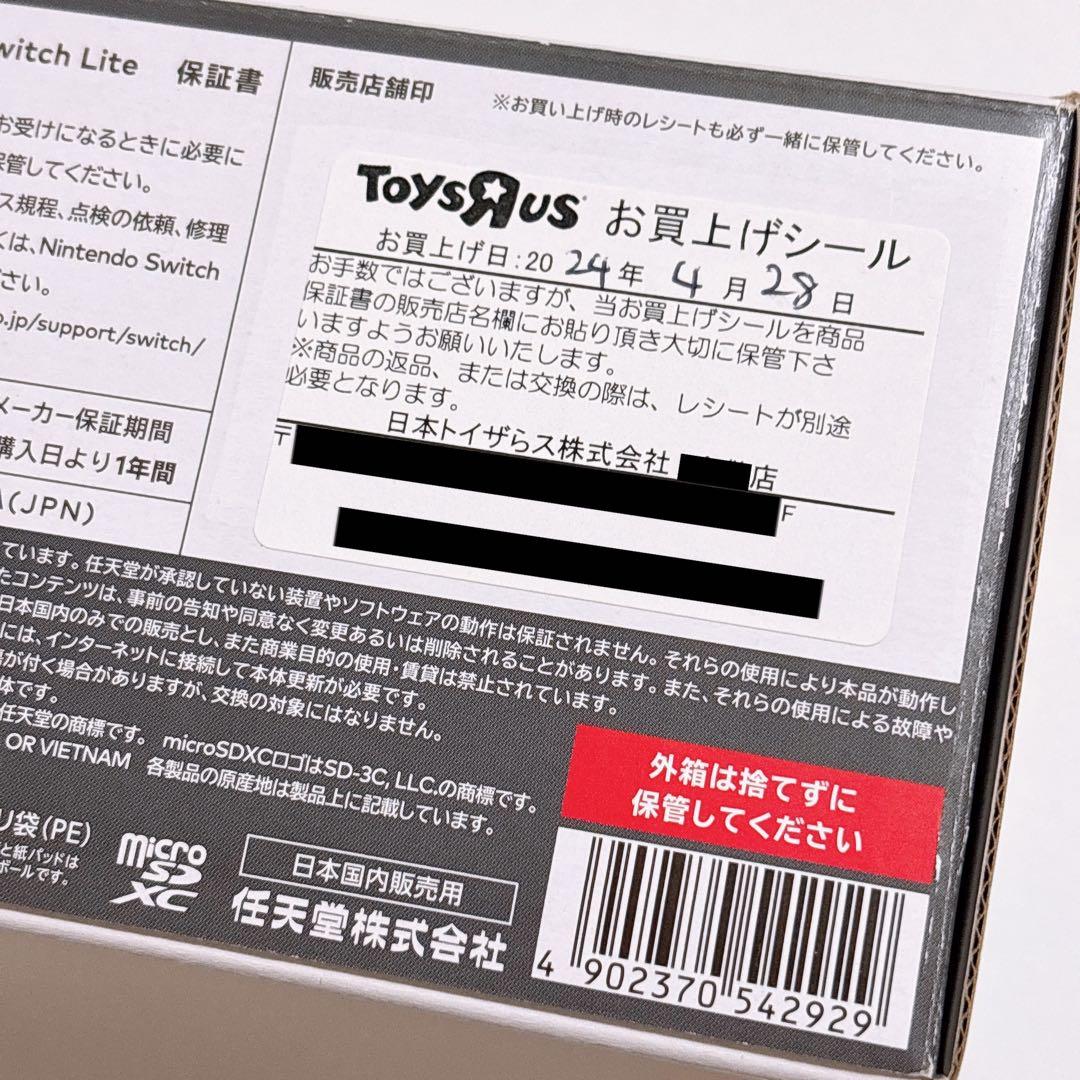 witch Lite 保証書
お受けになるときに必要に
保管してください。
ス規程、点検の依頼、修理
くは、Nintendo Switch
ださい。
o.jp/support/switch/
メーカー保証期間
購入日より1年間
(JPN)
販売店舗印
※お買い上げ時のレシートも必ず一緒に保管してください。
ToysЯus お買上げシール
お買上げ日:2024年4月28日
お手数ではございますが、当お買上げシールを商品
保証書の販売店名欄にお貼り頂き大切に保管下さ
いますようお願いいたします。
※商品の返品、または交換の際は、レシートが別途
必要となります。
日本トイザらス株式会社 店
〒 F
ています。任天堂が承認していない装置やソフトウェアの動作は保証されません。それらの使用により本品が動作し
たコンテンツは、事前の告知や同意なく変更あるいは削除されることがあります。また、それらの使用による故障や
日本国内のみでの販売とし、また商業目的の使用・賃貸は禁止されています。
には、インターネットに接続して本体更新が必要です。
が付く場合がありますが、交換の対象にはなりません。
体です。
任天堂の商標です。 microSDXCロゴはSD-3C, LLC.の商標です。
OR VIETNAM 各製品の原産地は製品上に記載しています。
リ袋(PE)
と紙パッドは
ボールです。
micro SD XC
日本国内販売用
任天堂株式会社
外箱は捨てずに
保管してください
4 902370 542929